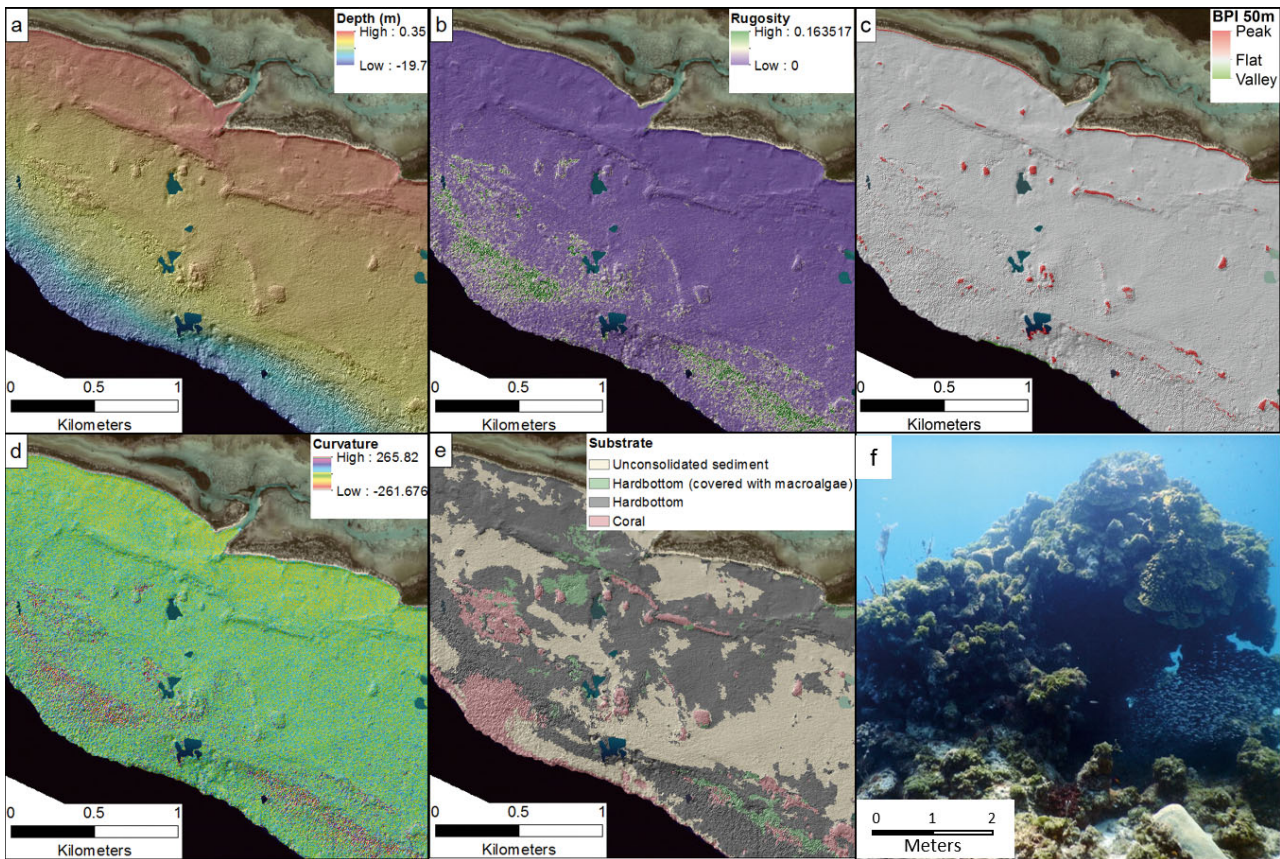 a
Depth (m)
High : 0.35
Low : -19.7
0 0.5 1
Kilometers
b
Rugosity
High : 0.163517
Low : 0
0 0.5 1
Kilometers
c
BPI 50m
Peak
Flat
Valley
0 0.5 1
Kilometers
d
Curvature
High : 265.82
Low : -261.676
0 0.5 1
Kilometers
e
Substrate
Unconsolidated sediment
Hardbottom (covered with macroalgae)
Hardbottom
Coral
0 0.5 1
Kilometers
f
0 1 2
Meters